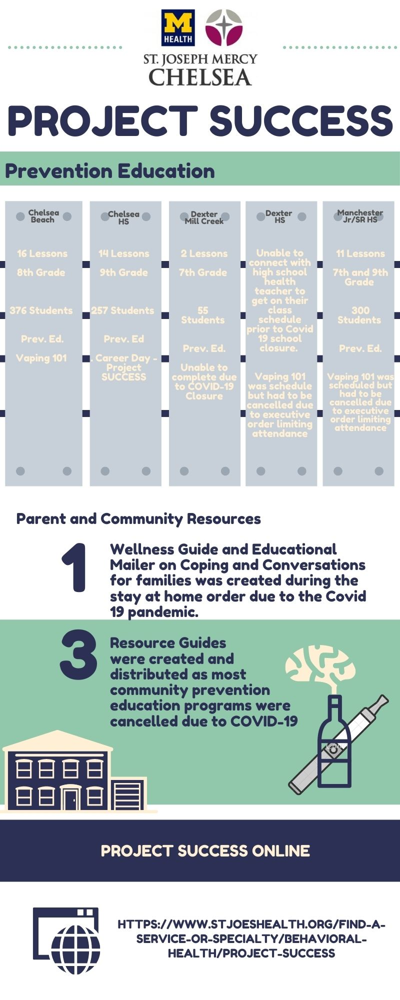 M
HEALTH
ST. JOSEPH MERCY
CHELSEA
PROJECT SUCCESS
Prevention Education
Chelsea
Beach
16 Lessons
8th Grade
376 Students
Prev. Ed.
Vaping 101
Chelsea
HS
14 Lessons
9th Grade
257 Students
Prev. Ed
. Career Day -
Project
SUCCESS
Dexter
Mill Creek
2 Lessons
7th Grade
55
Students
Prev. Ed.
Unable to
complete due
to COVID-19
Closure
Dexter
HS
Unable to
connect with
high school
health
teacher to
get on their
class
schedule
prior to Covid
19 school
closure.
Vaping 101
was schedule
but had to be
cancelled due
to executive
order limiting
attendance
Manchester
Jr/SR HS
11 Lessons
7th and 9th
Grade
300
Students
Prev. Ed.
Vaping 101 was
scheduled but
had to be
cancelled due
to executive
order limiting
attendance
Parent and Community Resources
1
Wellness Guide and Educational
Mailer on Coping and Conversations
for families was created during the
stay at home order due to the Covid
19 pandemic.
3
Resource Guides
were created and
distributed as most
community prevention
education programs were
cancelled due to COVID-19
PROJECT SUCCESS ONLINE
HTTPS://WWW.STJOESHEALTH.ORG/FIND-A-
SERVICE-OR-SPECIALTY/BEHAVIORAL-
HEALTH/PROJECT-SUCCESS